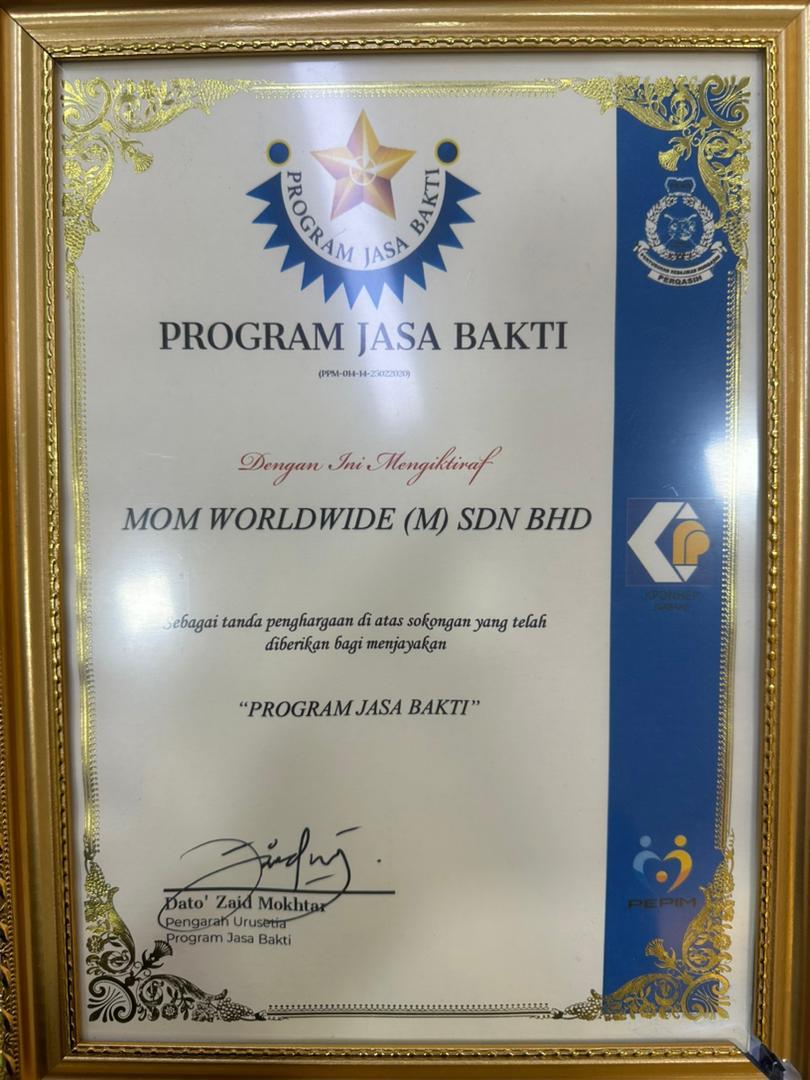 PROGRAM JASA BAKTI
PROGRAM JASA BAKTI
(PPM-014-14-25022020)
Dengan Ini Mengiktiraf
MOM WORLDWIDE (M) SDN BHD
Sebagai tanda penghargaan di atas sokongan yang telah
diberikan bagi menjayakan
“PROGRAM JASA BAKTI”
Dato' Zaid Mokhtar
Pengarah Urusetia
Program Jasa Bakti
PERQASIH
KPDNHEP
PEPIM